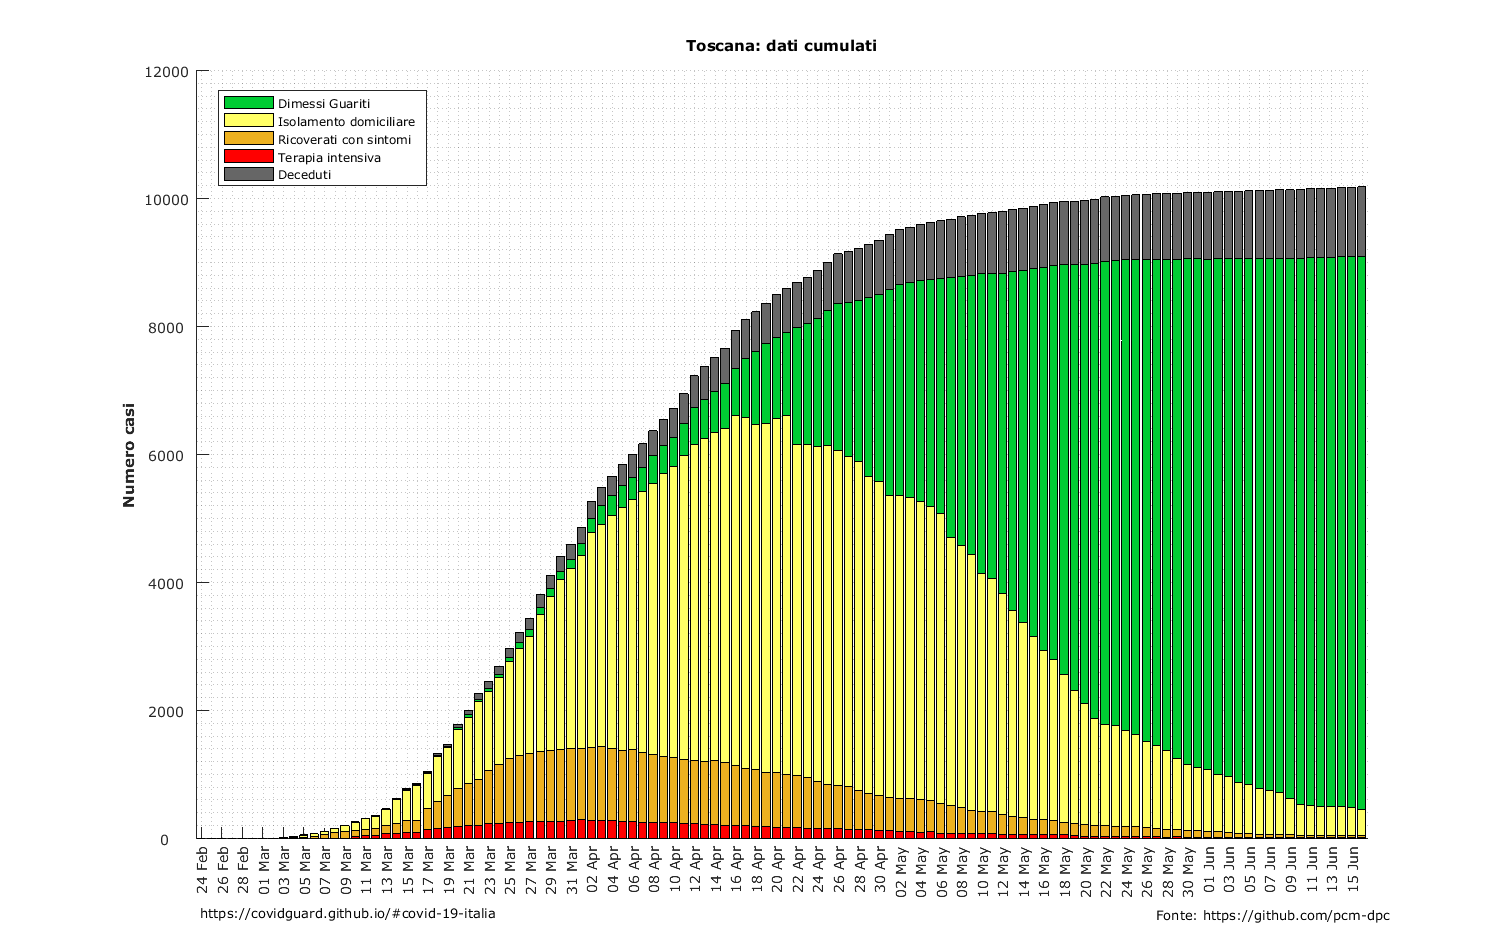 Toscana: dati cumulati
12000
10000
8000
6000
4000
2000
0
Numero casi
Dimessi Guariti
Isolamento domiciliare
Ricoverati con sintomi
Terapia intensiva
Deceduti
24 Feb
26 Feb
28 Feb
01 Mar
03 Mar
05 Mar
07 Mar
09 Mar
11 Mar
13 Mar
15 Mar
17 Mar
19 Mar
21 Mar
23 Mar
25 Mar
27 Mar
29 Mar
31 Mar
02 Apr
04 Apr
06 Apr
08 Apr
10 Apr
12 Apr
14 Apr
16 Apr
18 Apr
20 Apr
22 Apr
24 Apr
26 Apr
28 Apr
30 Apr
02 May
04 May
06 May
08 May
10 May
12 May
14 May
16 May
18 May
20 May
22 May
24 May
26 May
28 May
30 May
01 Jun
03 Jun
05 Jun
07 Jun
09 Jun
11 Jun
13 Jun
15 Jun
https://covidguard.github.io/#covid-19-italia
Fonte: https://github.com/pcm-dpc